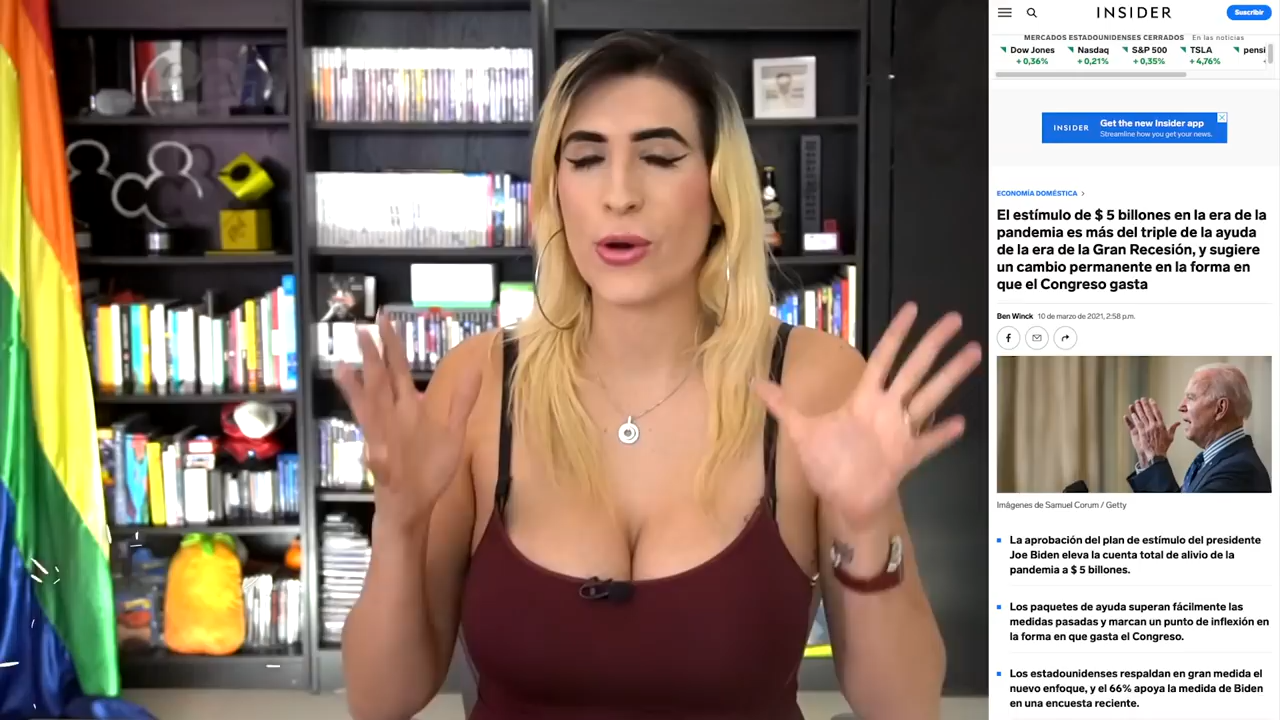 INSIDER
Suscribir
MERCADOS ESTADOUNIDENSES CERRADOS En las noticias
Dow Jones Nasdaq S&P 500 TSLA pensi
+ 0,36% + 0,21% + 0,35% + 4,76% -
INSIDER
Get the new Insider app
Streamline how you get your news.
ECONOMÍA DOMÉSTICA
El estímulo de $ 5 billones en la era de la
pandemia es más del triple de la ayuda
de la era de la Gran Recesión, y sugiere
un cambio permanente en la forma en
que el Congreso gasta
Ben Winck 10 de marzo de 2021, 2:58 p.m.
Imágenes de Samuel Corum / Getty
La aprobación del plan de estímulo del presidente
Joe Biden eleva la cuenta total de alivio de la
pandemia a $ 5 billones.
Los paquetes de ayuda superan fácilmente las
medidas pasadas y marcan un punto de inflexión en
la forma en que gasta el Congreso.
Los estadounidenses respaldan en gran medida el
nuevo enfoque, y el 66% apoya la medida de Biden
en una encuesta reciente.